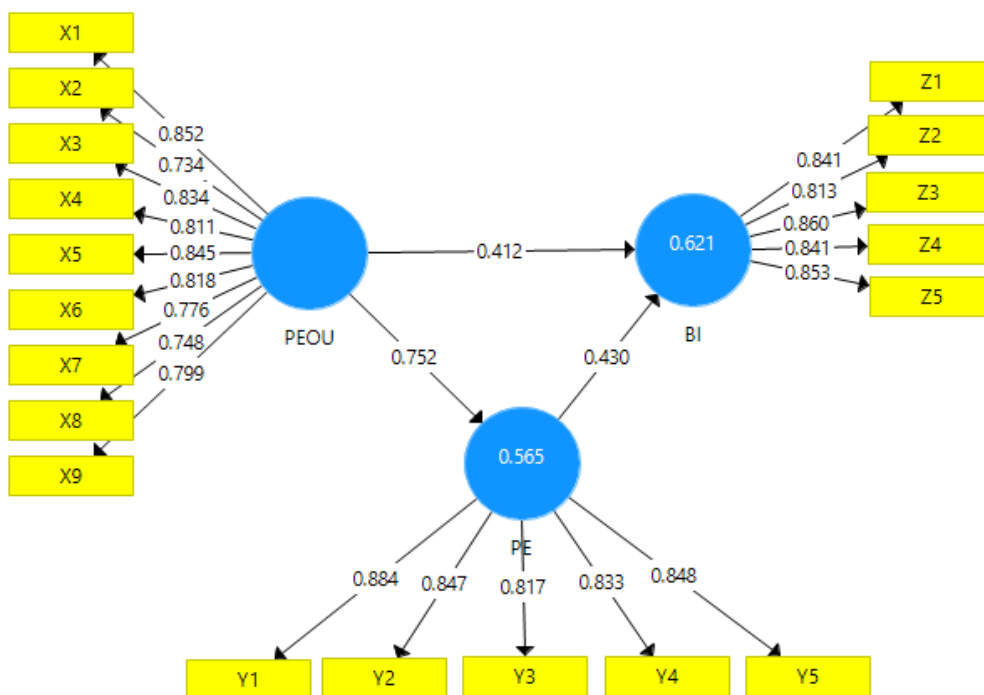 X1
X2
X3
X4
X5
X6
X7
X8
X9
0.852
0.734
0.834
0.811
0.845
0.818
0.776
0.748
0.799
PEOU
0.412
0.752
0.430
0.621
BI
0.841
0.813
0.860
0.841
0.853
Z1
Z2
Z3
Z4
Z5
0.565
PE
0.884
0.847
0.817
0.833
0.848
Y1
Y2
Y3
Y4
Y5